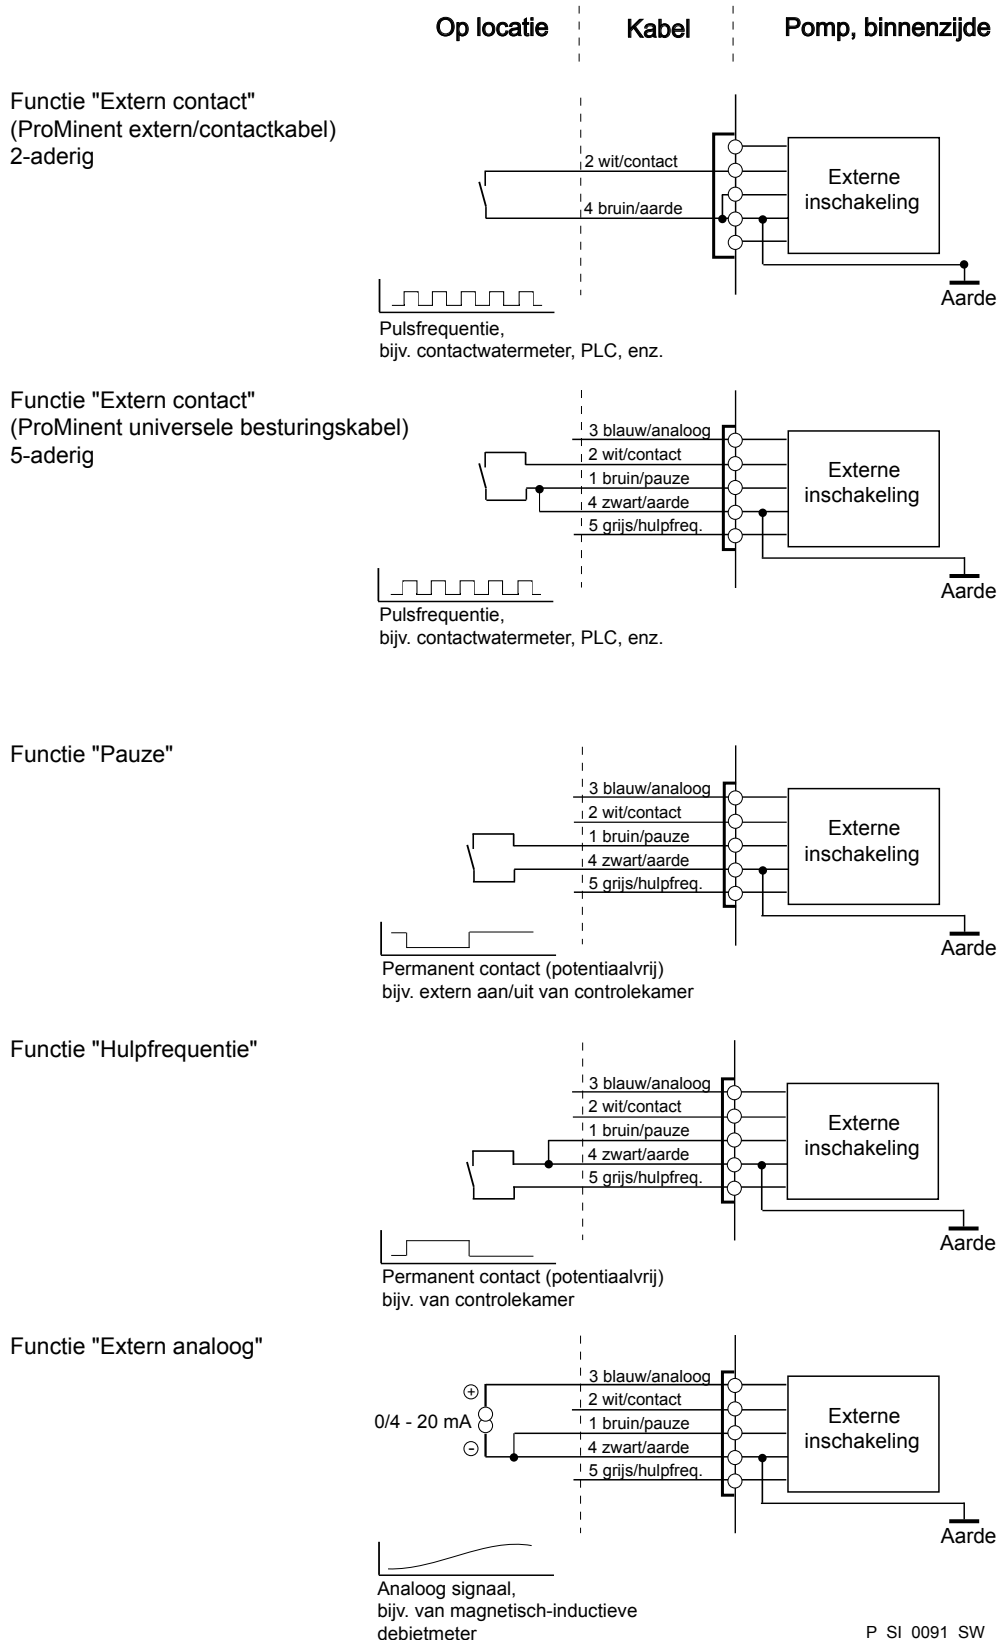 Op locatie
Kabel
Pomp, binnenzijde
Functie "Extern contact"
(ProMinent extern/contactkabel)
2-aderig
2 wit/contact
4 bruin/aarde
Externe
inschakeling
Aarde
Pulsfrequentie,
bijv. contactwatermeter, PLC, enz.
Functie "Extern contact"
(ProMinent universele besturingskabel)
5-aderig
3 blauw/analoog
2 wit/contact
1 bruin/pauze
4 zwart/aarde
5 grijs/hulpfreq.
Externe
inschakeling
Aarde
Pulsfrequentie,
bijv. contactwatermeter, PLC, enz.
Functie "Pauze"
3 blauw/analoog
2 wit/contact
1 bruin/pauze
4 zwart/aarde
5 grijs/hulpfreq.
Externe
inschakeling
Aarde
Permanent contact (potentiaalvrij)
bijv. extern aan/uit van controlekamer
Functie "Hulpfrequentie"
3 blauw/analoog
2 wit/contact
1 bruin/pauze
4 zwart/aarde
5 grijs/hulpfreq.
Externe
inschakeling
Aarde
Permanent contact (potentiaalvrij)
bijv. van controlekamer
Functie "Extern analoog"
+
0/4 - 20 mA
-
3 blauw/analoog
2 wit/contact
1 bruin/pauze
4 zwart/aarde
5 grijs/hulpfreq.
Externe
inschakeling
Aarde
Analoog signaal,
bijv. van magnetisch-inductieve
debietmeter
P_SI_0091_SW